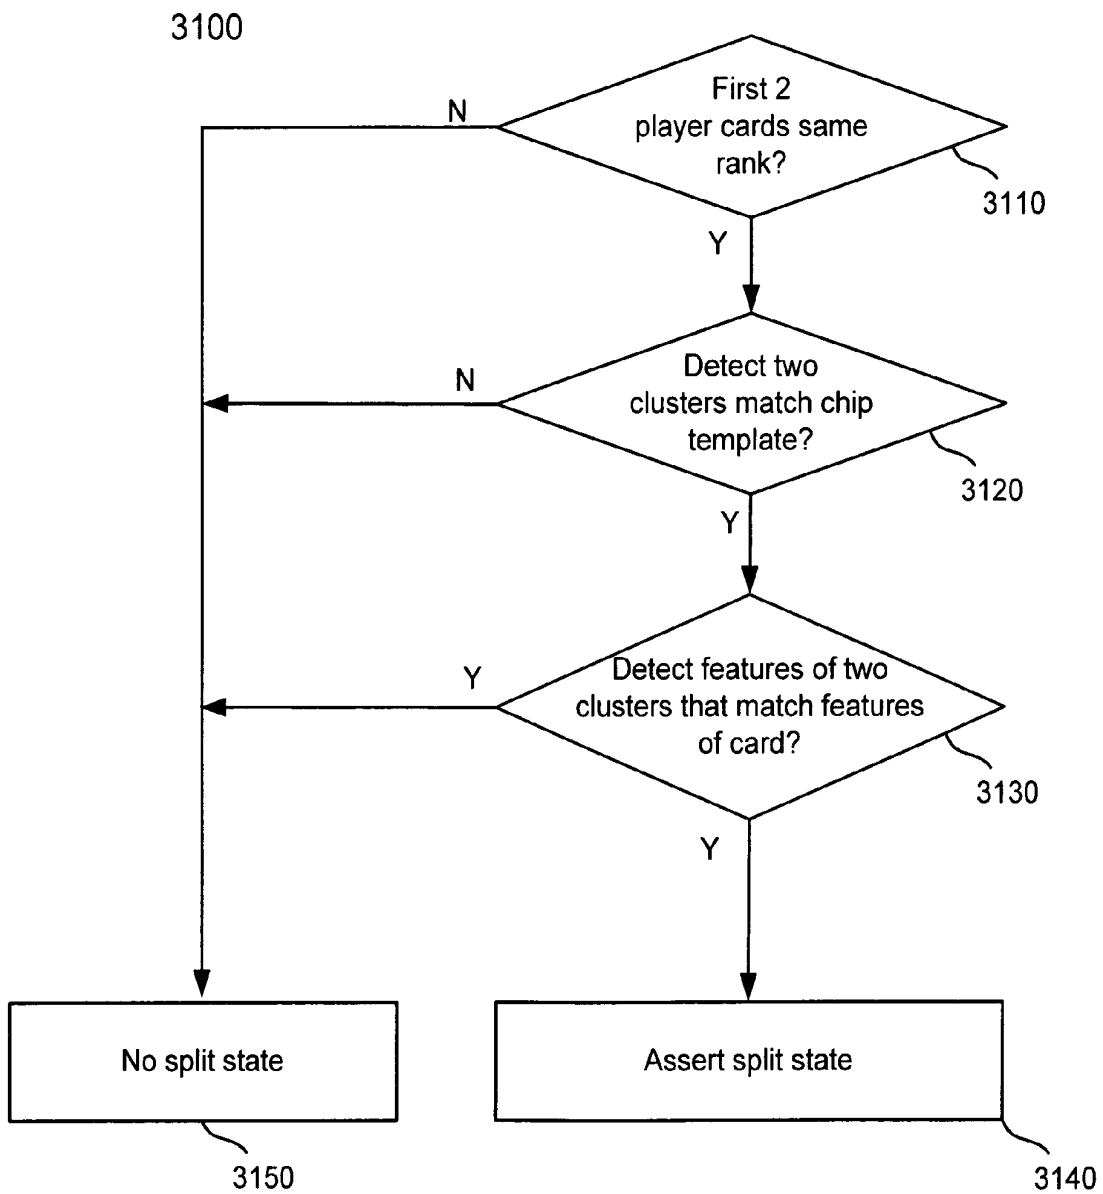 3100
First 2
player cards same
rank?
N
3110
Y
Detect two
clusters match chip
template?
N
3120
Y
Detect features of two
clusters that match features
of card?
Y
3130
Y
No split state
Assert split state
3150
3140